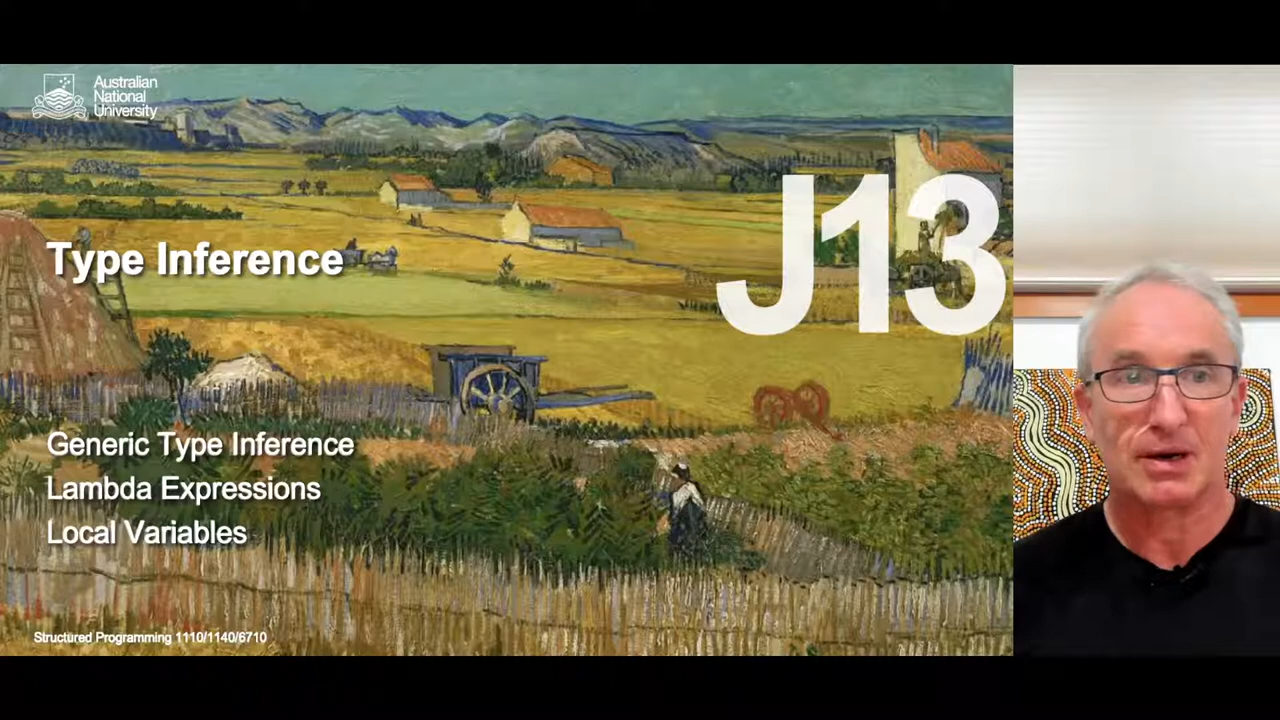 Australian
National
University
J13
Type Inference
Generic Type Inference
Lambda Expressions
Local Variables
Structured Programming 1110/1140/6710